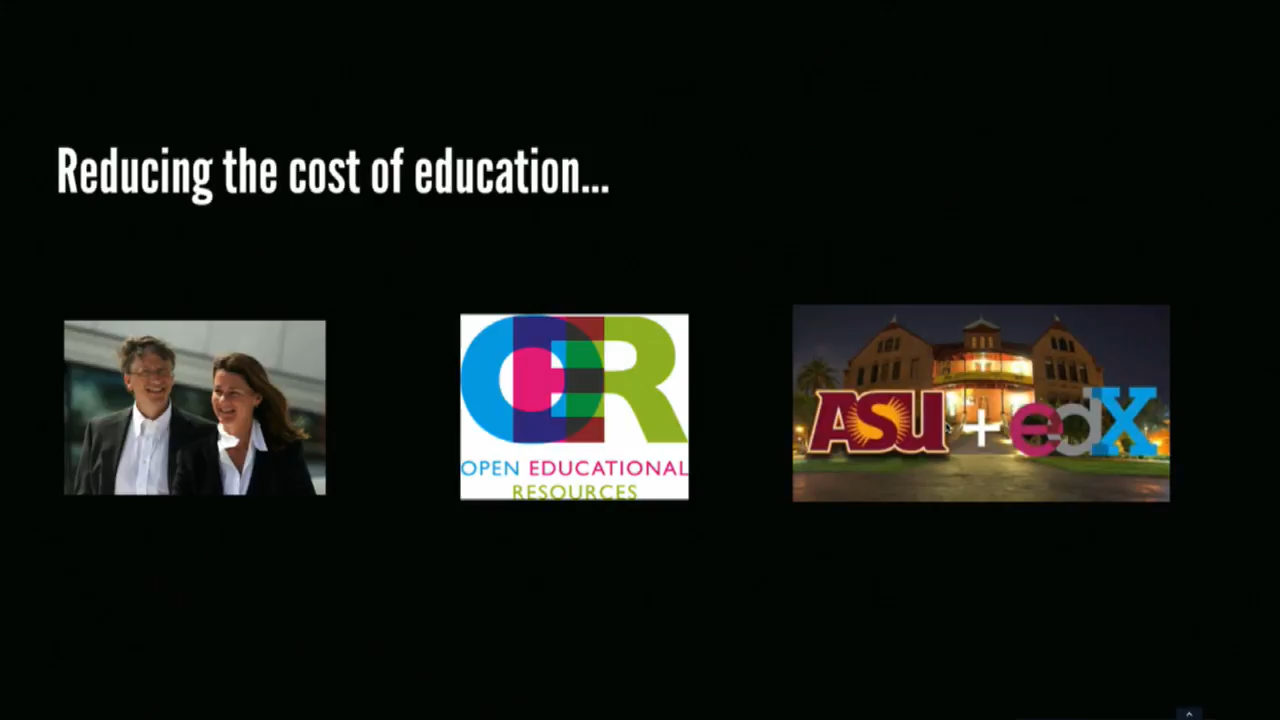 Reducing the cost of education...
OER
OPEN EDUCATIONAL
RESOURCES
ASU + edX